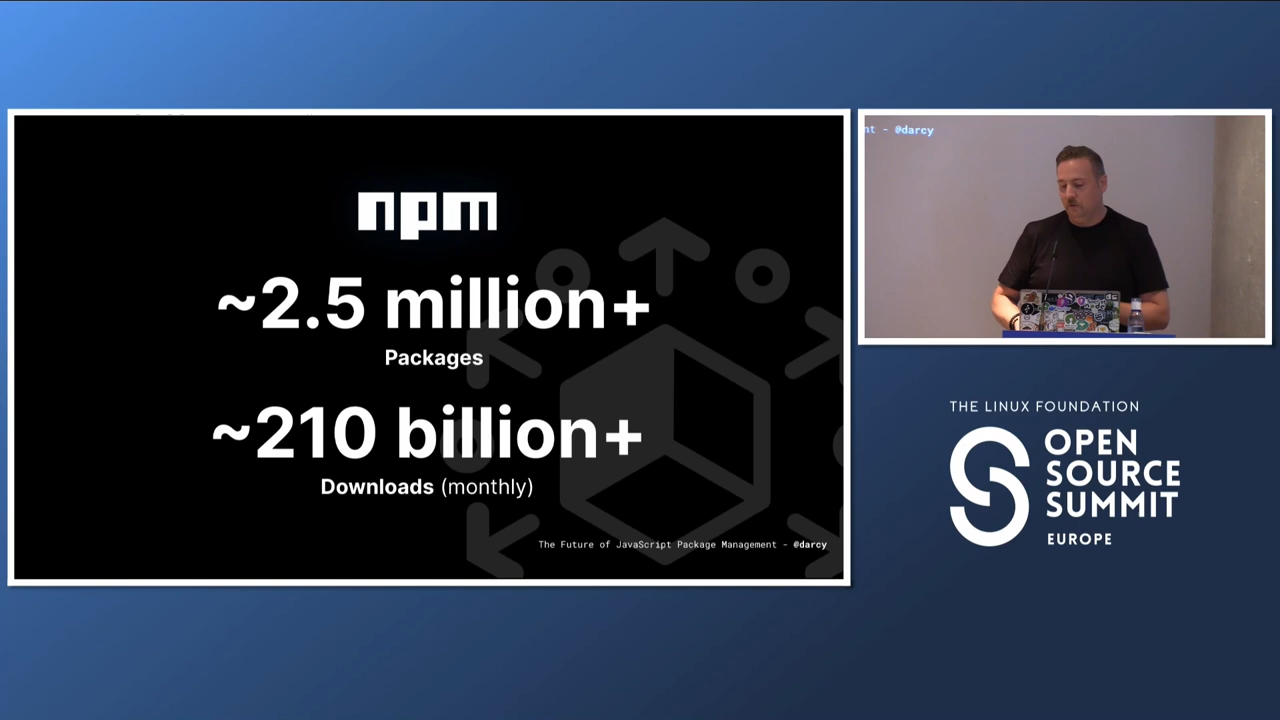 npm
~2.5 million+
Packages
~210 billion+
Downloads (monthly)
The Future of JavaScript Package Management - @darcy
nt - @darcy
THE LINUX FOUNDATION
OPEN
SOURCE
SUMMIT
EUROPE